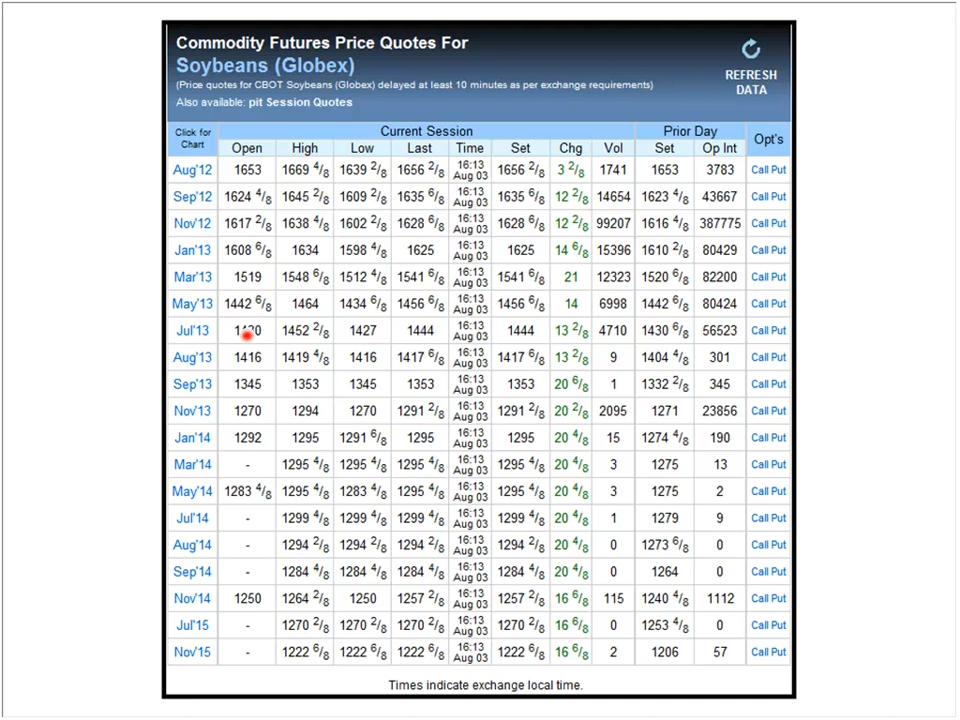 Commodity Futures Price Quotes For
Soybeans (Globex)
(Price quotes for CBOT Soybeans (Globex) delayed at least 10 minutes as per exchange requirements)
Also available: pit Session Quotes
REFRESH
DATA
Click for Chart Current Session Prior Day Opt's
Open High Low Last Time Set Chg Vol Set Op Int
Aug'12 1653 1669 4/8 1639 2/8 1656 2/8 16:13 Aug 03 1656 2/8 3 2/8 1741 1653 3783 Call Put
Sep'12 1624 4/8 1645 2/8 1609 2/8 1635 6/8 16:13 Aug 03 1635 6/8 12 2/8 14654 1623 4/8 43667 Call Put
Nov'12 1617 2/8 1638 4/8 1602 2/8 1628 6/8 16:13 Aug 03 1628 6/8 12 2/8 99207 1616 4/8 387775 Call Put
Jan'13 1608 6/8 1634 1598 4/8 1625 16:13 Aug 03 1625 14 6/8 15396 1610 2/8 80429 Call Put
Mar'13 1519 1548 6/8 1512 4/8 1541 6/8 16:13 Aug 03 1541 6/8 21 12323 1520 6/8 82200 Call Put
May'13 1442 6/8 1464 1434 6/8 1456 6/8 16:13 Aug 03 1456 6/8 14 6998 1442 6/8 80424 Call Put
Jul'13 1452 2/8 1427 1444 16:13 Aug 03 1444 13 2/8 4710 1430 6/8 56523 Call Put
Aug'13 1416 1419 4/8 1416 1417 6/8 16:13 Aug 03 1417 6/8 13 2/8 9 1404 4/8 301 Call Put
Sep'13 1345 1353 1345 1353 16:13 Aug 03 1353 20 6/8 1 1332 2/8 345 Call Put
Nov'13 1270 1294 1270 1291 2/8 16:13 Aug 03 1291 2/8 20 2/8 2095 1271 23856 Call Put
Jan'14 1292 1295 1291 6/8 1295 16:13 Aug 03 1295 20 4/8 15 1274 4/8 190 Call Put
Mar'14 - 1295 4/8 1295 4/8 1295 4/8 16:13 Aug 03 1295 4/8 20 4/8 3 1275 13 Call Put
May'14 1283 4/8 1295 4/8 1283 4/8 1295 4/8 16:13 Aug 03 1295 4/8 20 4/8 3 1275 2 Call Put
Jul'14 - 1299 4/8 1299 4/8 1299 4/8 16:13 Aug 03 1299 4/8 20 4/8 1 1279 9 Call Put
Aug'14 - 1294 2/8 1294 2/8 1294 2/8 16:13 Aug 03 1294 2/8 20 4/8 0 1273 6/8 0 Call Put
Sep'14 - 1284 4/8 1284 4/8 1284 4/8 16:13 Aug 03 1284 4/8 20 4/8 0 1264 0 Call Put
Nov'14 1250 1264 2/8 1250 1257 2/8 16:13 Aug 03 1257 2/8 16 6/8 115 1240 4/8 1112 Call Put
Jul'15 - 1270 2/8 1270 2/8 1270 2/8 16:13 Aug 03 1270 2/8 16 6/8 0 1253 4/8 0 Call Put
Nov'15 - 1222 6/8 1222 6/8 1222 6/8 16:13 Aug 03 1222 6/8 16 6/8 2 1206 57 Call Put
Times indicate exchange local time.